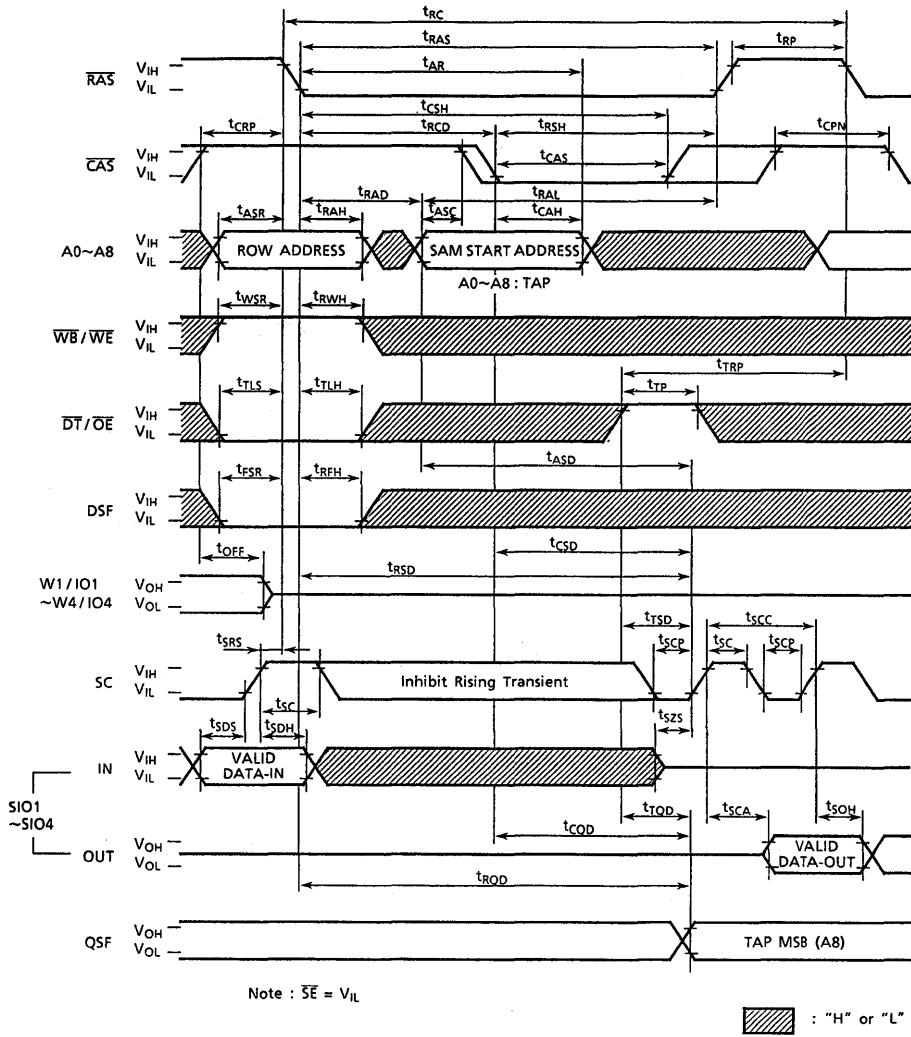 tRC
tRAS
tRP
tAR
RAS
VIH
VIL
tCSH
tCRP
tRCD
tRSH
tCPN
CAS
VIH
VIL
tCAS
tRAD
tRAL
tASR
tRAH
tASC
tCAH
A0~A8
VIH
VIL
ROW ADDRESS
SAM START ADDRESS
A0~A8 : TAP
tWSR
tRWH
WB/WE
VIH
VIL
tTRP
tTLS
tTLH
tTP
DT/OE
VIH
VIL
tASD
tFSR
tRFH
DSF
VIH
VIL
tOFF
tCSD
W1/IO1
~W4/IO4
VOH
VOL
tRSD
tTSD
tSCC
tSRS
tSCP
tSC
tSCP
SC
VIH
VIL
Inhibit Rising Transient
tSC
tSZS
tSDS
tSDH
IN
VIH
VIL
VALID
DATA-IN
SIO1
~SIO4
tTQD
tSCA
tSOH
tCQD
OUT
VOH
VOL
VALID
DATA-OUT
tRQD
QSF
VOH
VOL
TAP MSB (A8)
Note : SE = VIL
: "H" or "L"